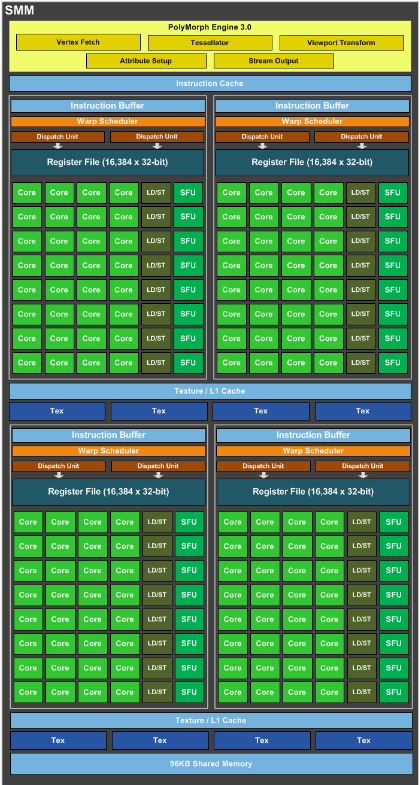 SMM
PolyMorph Engine 3.0
Vertex Fetch Tessellator Viewport Transform
Attribute Setup Stream Output
Instruction Cache
Instruction Buffer Instruction Buffer
Warp Scheduler Warp Scheduler
Dispatch Unit Dispatch Unit Dispatch Unit Dispatch Unit
Register File (16,384 x 32-bit) Register File (16,384 x 32-bit)
Core Core Core Core LD/ST SFU Core Core Core Core LD/ST SFU
Core Core Core Core LD/ST SFU Core Core Core Core LD/ST SFU
Core Core Core Core LD/ST SFU Core Core Core Core LD/ST SFU
Core Core Core Core LD/ST SFU Core Core Core Core LD/ST SFU
Core Core Core Core LD/ST SFU Core Core Core Core LD/ST SFU
Core Core Core Core LD/ST SFU Core Core Core Core LD/ST SFU
Core Core Core Core LD/ST SFU Core Core Core Core LD/ST SFU
Core Core Core Core LD/ST SFU Core Core Core Core LD/ST SFU
Texture / L1 Cache
Tex Tex Tex Tex
Instruction Buffer Instruction Buffer
Warp Scheduler Warp Scheduler
Dispatch Unit Dispatch Unit Dispatch Unit Dispatch Unit
Register File (16,384 x 32-bit) Register File (16,384 x 32-bit)
Core Core Core Core LD/ST SFU Core Core Core Core LD/ST SFU
Core Core Core Core LD/ST SFU Core Core Core Core LD/ST SFU
Core Core Core Core LD/ST SFU Core Core Core Core LD/ST SFU
Core Core Core Core LD/ST SFU Core Core Core Core LD/ST SFU
Core Core Core Core LD/ST SFU Core Core Core Core LD/ST SFU
Core Core Core Core LD/ST SFU Core Core Core Core LD/ST SFU
Core Core Core Core LD/ST SFU Core Core Core Core LD/ST SFU
Core Core Core Core LD/ST SFU Core Core Core Core LD/ST SFU
Texture / L1 Cache
Tex Tex Tex Tex
96KB Shared Memory